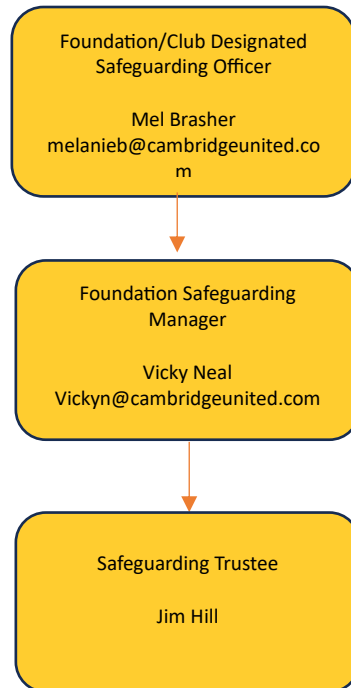 Foundation/Club Designated
Safeguarding Officer
Mel Brasher
melanieb@cambridgeunited.co
m
Foundation Safeguarding
Manager
Vicky Neal
Vickyn@cambridgeunited.com
Safeguarding Trustee
Jim Hill